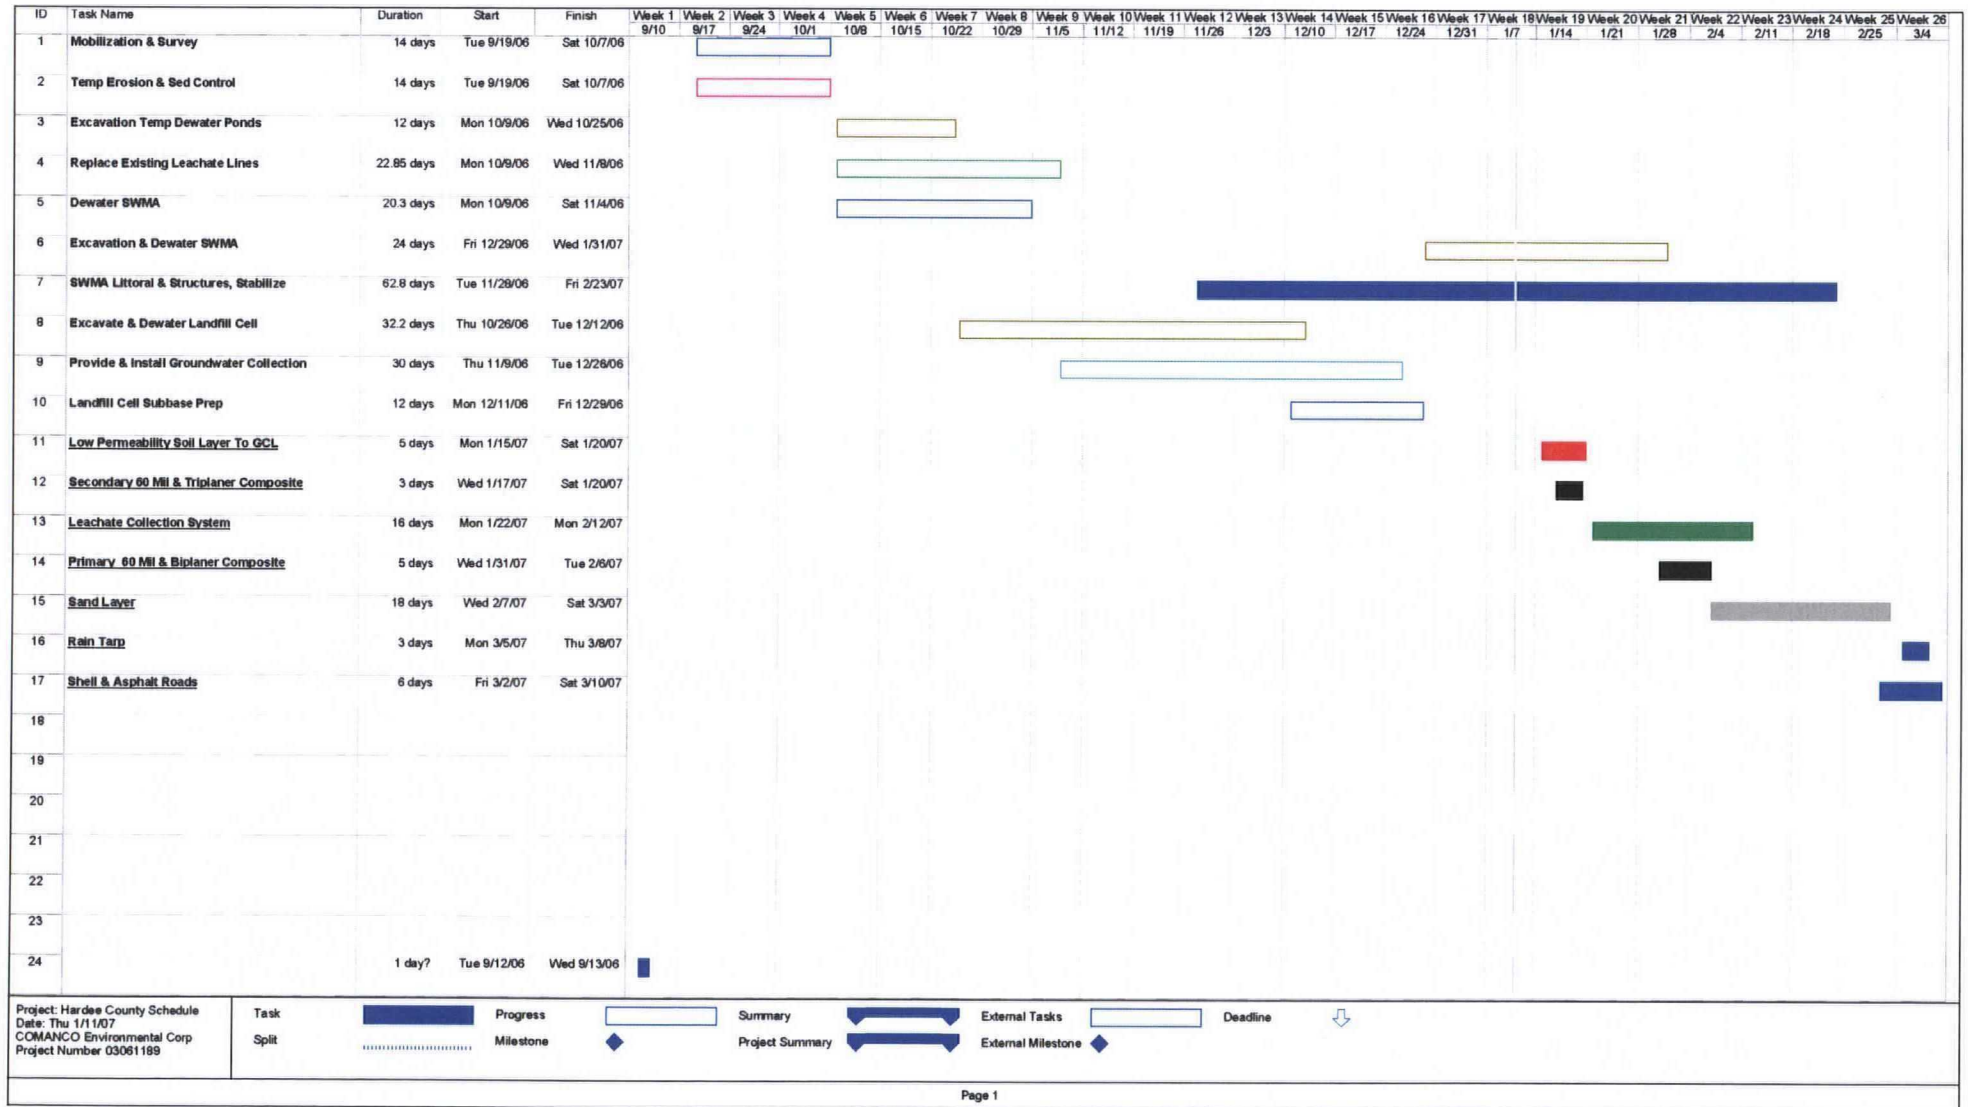 ID Task Name Duration Start Finish Week 1 Week 2 Week 3 Week 4 Week 5 Week 6 Week 7 Week 8 Week 9 Week 10 Week 11 Week 12 Week 13 Week 14 Week 15 Week 16 Week 17 Week 18 Week 19 Week 20 Week 21 Week 22 Week 23 Week 24 Week 25 Week 26
9/10 9/17 9/24 10/1 10/8 10/15 10/22 10/29 11/5 11/12 11/19 11/26 12/3 12/10 12/17 12/24 12/31 1/7 1/14 1/21 1/28 2/4 2/11 2/18 2/25 3/4
1 Mobilization & Survey 14 days Tue 9/19/06 Sat 10/7/06
2 Temp Erosion & Sed Control 14 days Tue 9/19/06 Sat 10/7/06
3 Excavation Temp Dewater Ponds 12 days Mon 10/9/06 Wed 10/25/06
4 Replace Existing Leachate Lines 22.85 days Mon 10/9/06 Wed 11/8/06
5 Dewater SWMA 20.3 days Mon 10/9/06 Sat 11/4/06
6 Excavation & Dewater SWMA 24 days Fri 12/29/06 Wed 1/31/07
7 SWMA Littoral & Structures, Stabilize 62.8 days Tue 11/28/06 Fri 2/23/07
8 Excavate & Dewater Landfill Cell 32.2 days Thu 10/26/06 Tue 12/12/06
9 Provide & Install Groundwater Collection 30 days Thu 11/9/06 Tue 12/26/06
10 Landfill Cell Subbase Prep 12 days Mon 12/11/06 Fri 12/29/06
11 Low Permeability Soil Layer To GCL 5 days Mon 1/15/07 Sat 1/20/07
12 Secondary 60 Mil & Triplaner Composite 3 days Wed 1/17/07 Sat 1/20/07
13 Leachate Collection System 16 days Mon 1/22/07 Mon 2/12/07
14 Primary 60 Mil & Biplaner Composite 5 days Wed 1/31/07 Tue 2/6/07
15 Sand Layer 18 days Wed 2/7/07 Sat 3/3/07
16 Rain Tarp 3 days Mon 3/5/07 Thu 3/8/07
17 Shell & Asphalt Roads 6 days Fri 3/2/07 Sat 3/10/07
18
19
20
21
22
23
24 1 day? Tue 9/12/06 Wed 9/13/06
Project: Hardee County Schedule
Date: Thu 1/11/07
COMANCO Environmental Corp
Project Number 03061189
Task Progress Summary External Tasks Deadline
Split Milestone Project Summary External Milestone
Page 1